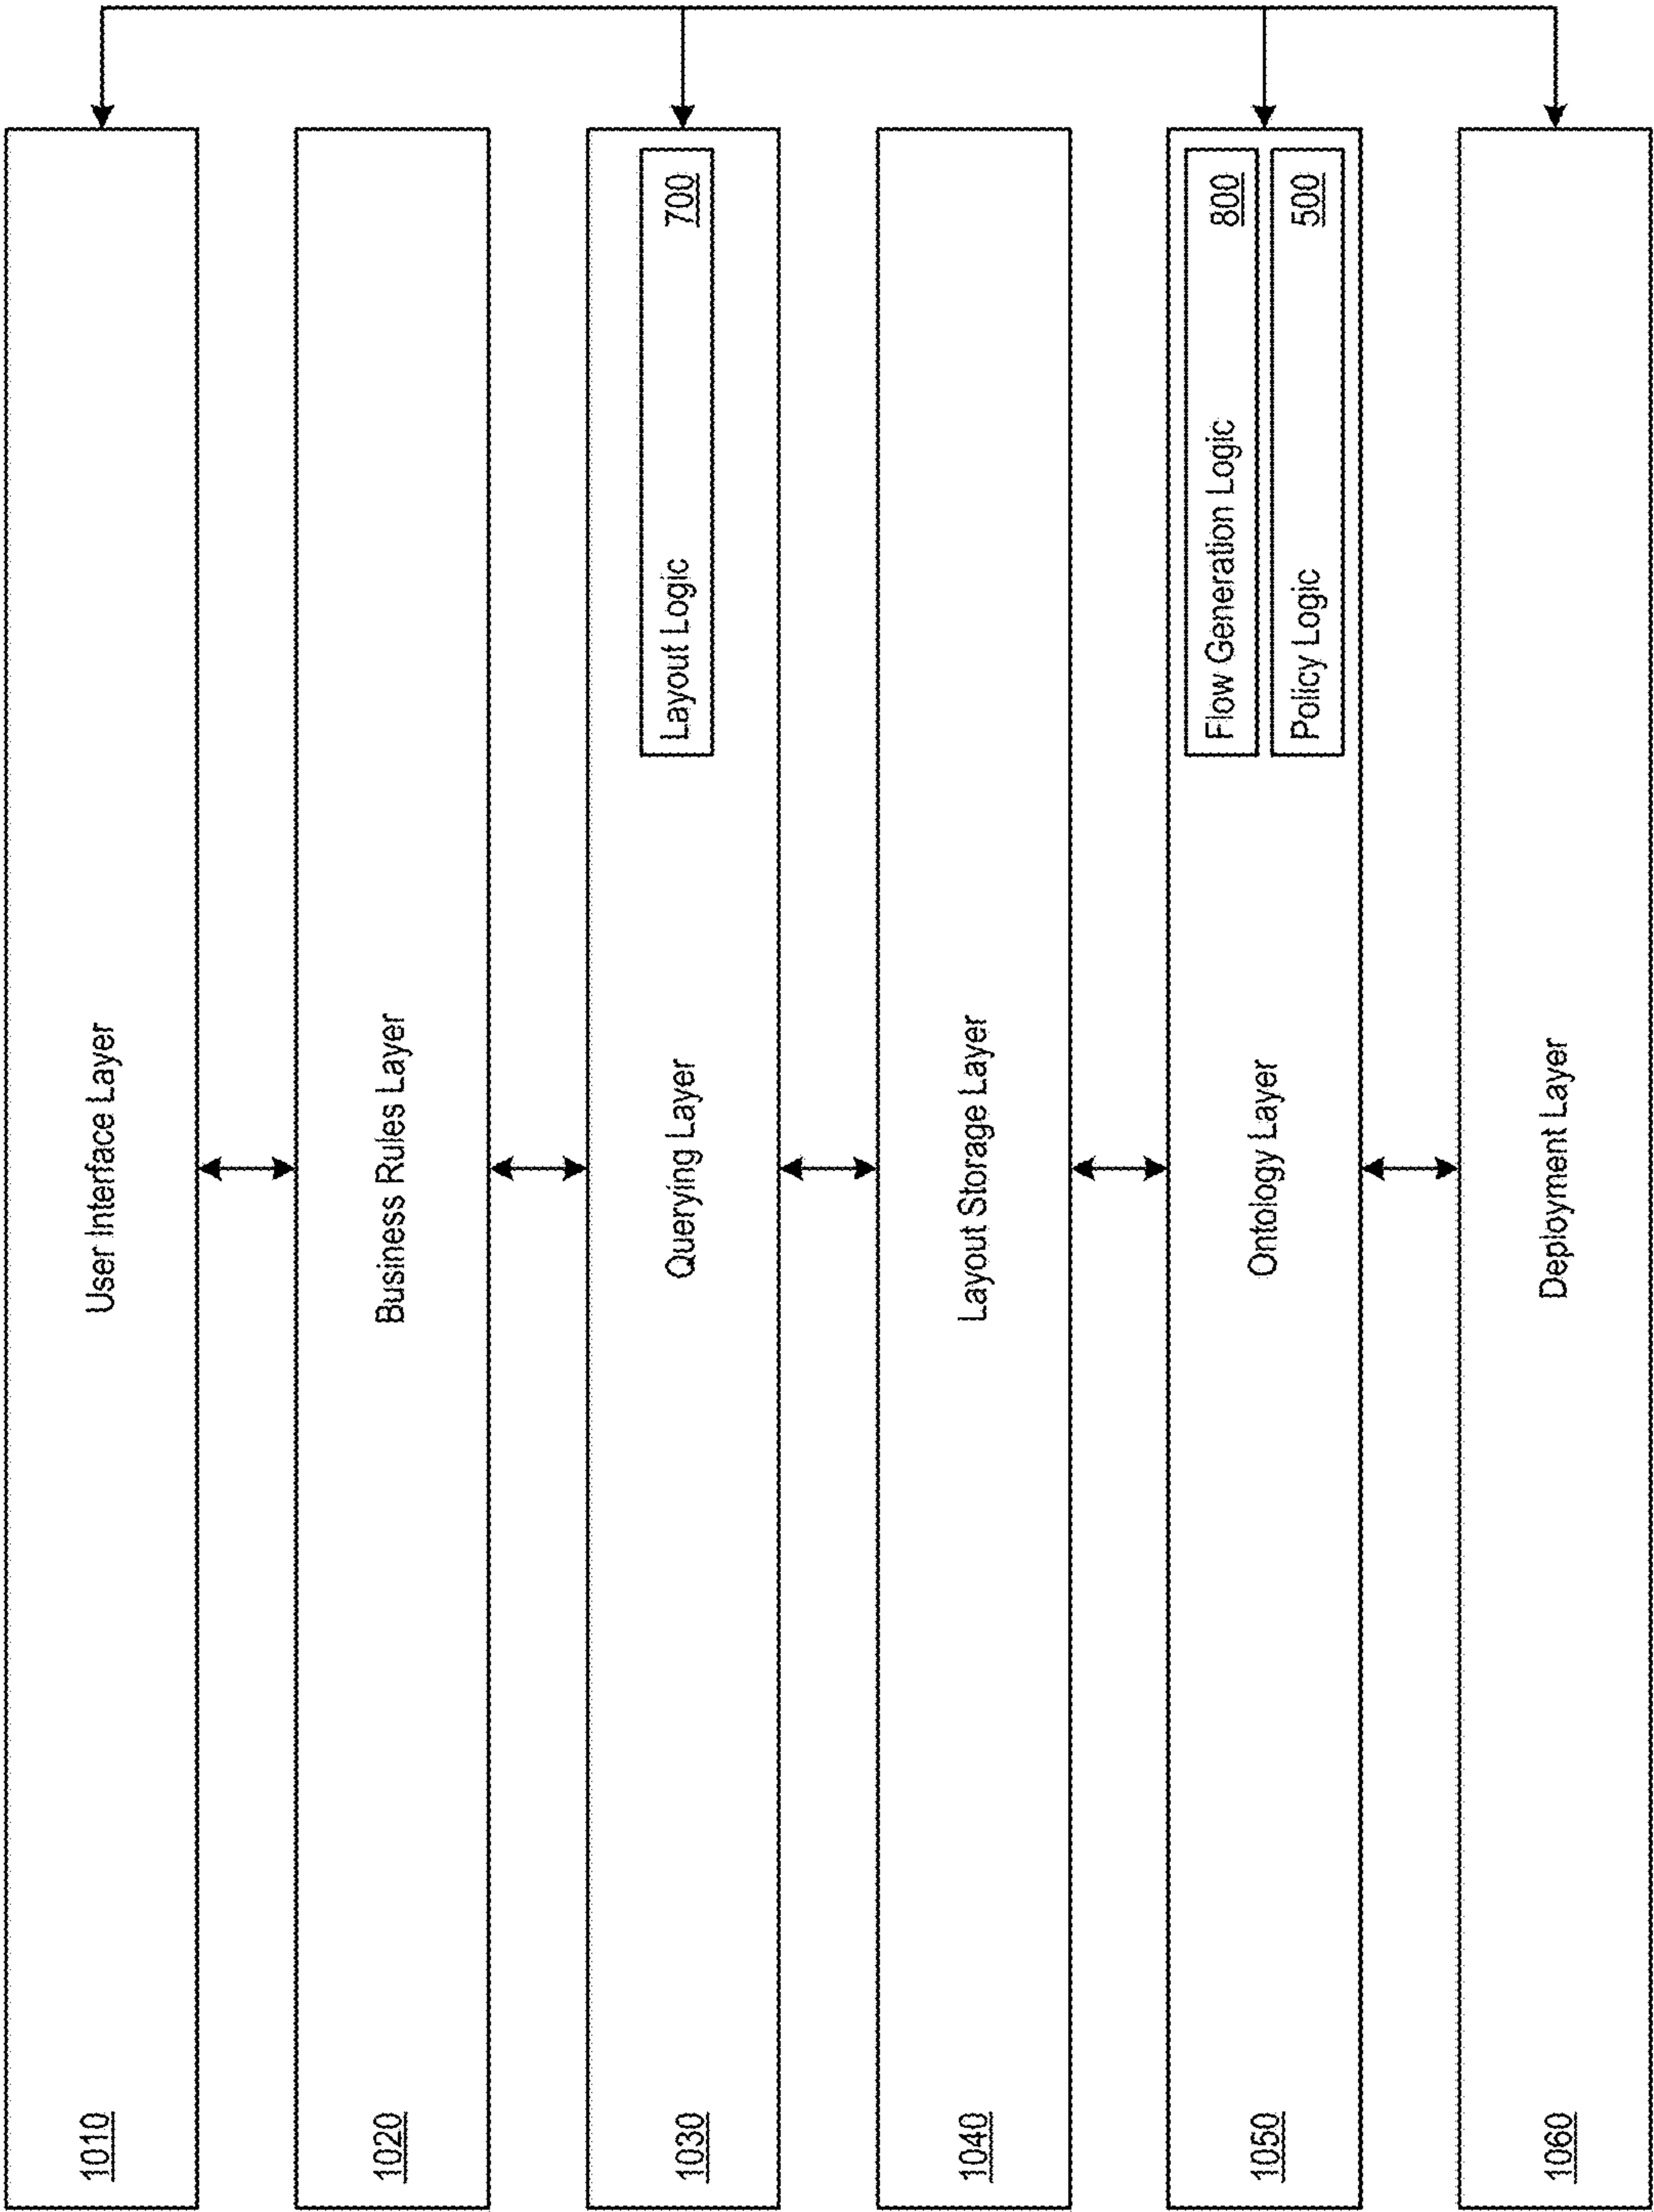 1010
User Interface Layer
1020
Business Rules Layer
1030
Querying Layer
Layout Logic 700
1040
Layout Storage Layer
1050
Ontology Layer
Flow Generation Logic 800
Policy Logic 500
1060
Deployment Layer